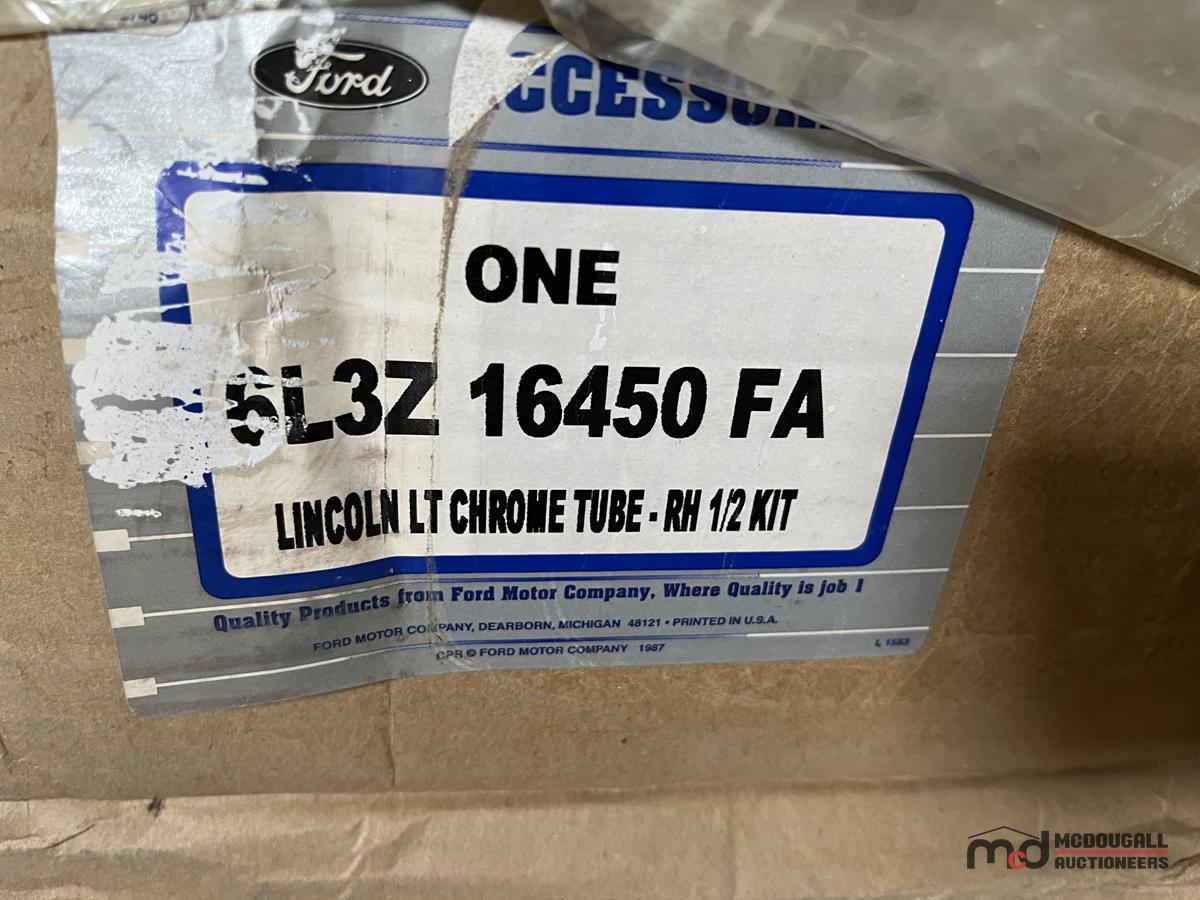 Ford
ONE
6L3Z 16450 FA
LINCOLN LT CHROME TUBE - RH 1/2 KIT
Quality Products from Ford Motor Company, Where Quality is job 1
FORD MOTOR COMPANY, DEARBORN, MICHIGAN 48121 • PRINTED IN U.S.A.
CPR © FORD MOTOR COMPANY 1987
L 1583
mcd MCDOUGALL
AUCTIONEERS